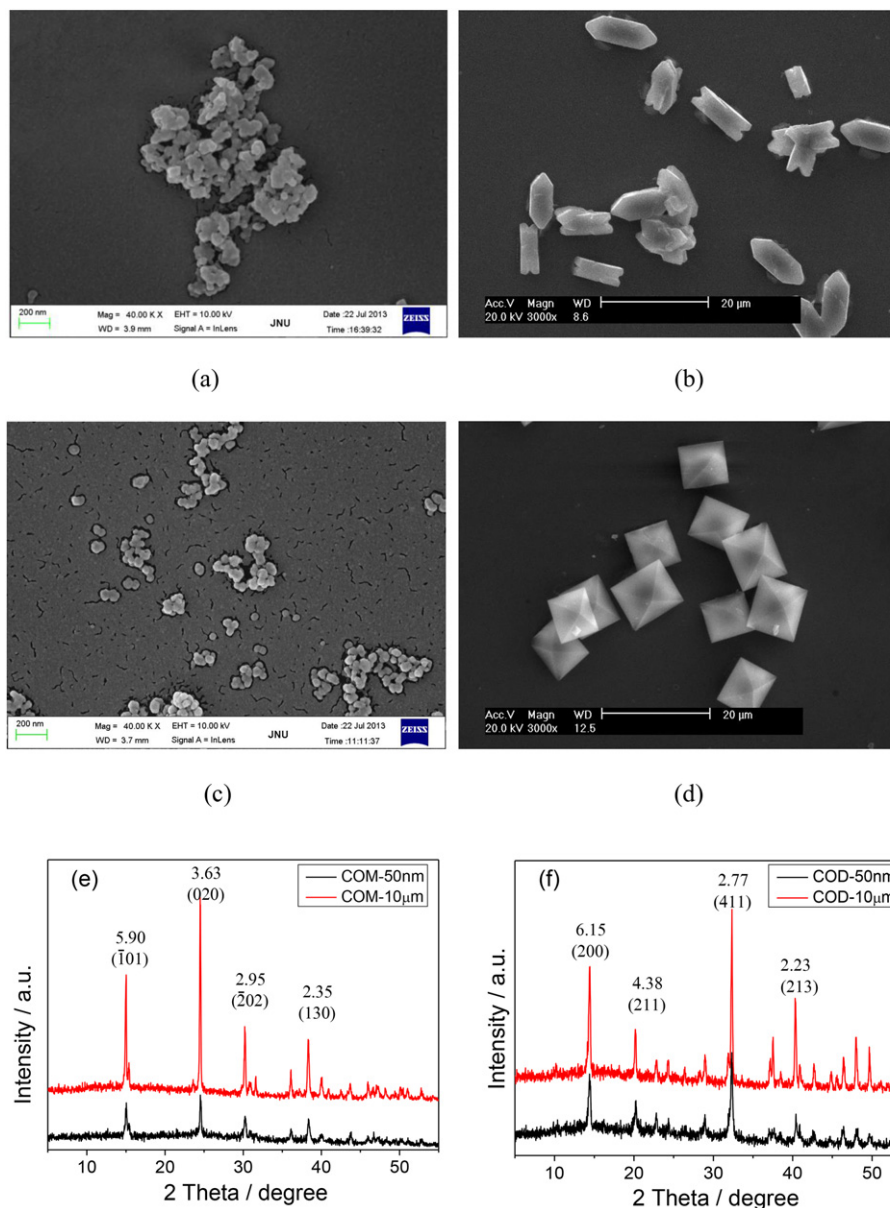 200 nm
Mag = 40.00 K X EHT = 10.00 kV Date :22 Jul 2013
WD = 3.9 mm Signal A = InLens JNU Time :16:39:32 ZEISS
Acc.V Magn WD 20 µm
20.0 kV 3000x 8.6
(a) (b)
200 nm
Mag = 40.00 K X EHT = 10.00 kV Date :22 Jul 2013
WD = 3.7 mm Signal A = InLens JNU Time :11:11:37 ZEISS
Acc.V Magn WD 20 µm
20.0 kV 3000x 12.5
(c) (d)
(e)
COM-50nm
COM-10µm
3.63
(020)
5.90
(1̄01)
2.95
(2̄02)
2.35
(130)
Intensity / a.u.
10 20 30 40 50
2 Theta / degree
(f)
COD-50nm
COD-10µm
2.77
(411)
6.15
(200)
4.38
(211)
2.23
(213)
Intensity / a.u.
10 20 30 40 50
2 Theta / degree